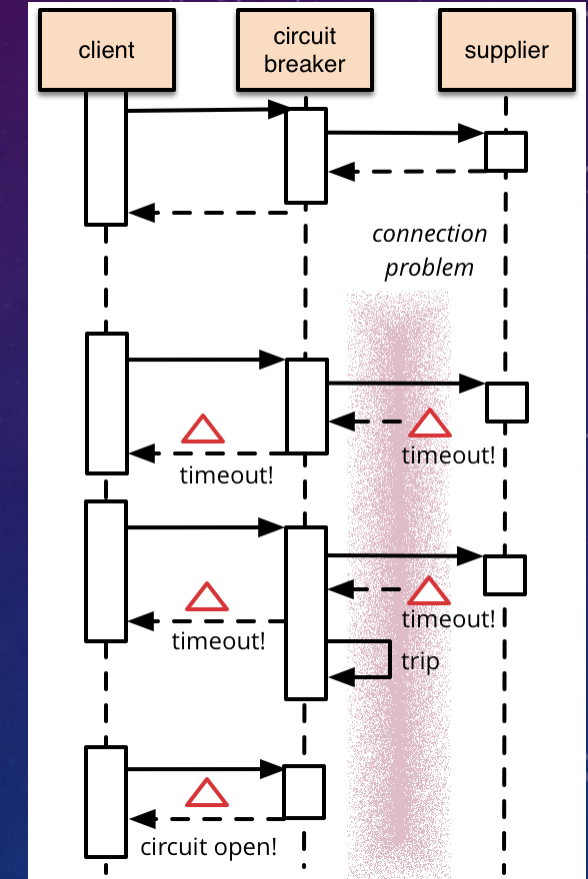 client
circuit
breaker
supplier
connection
problem
timeout!
timeout!
timeout!
timeout!
trip
circuit open!